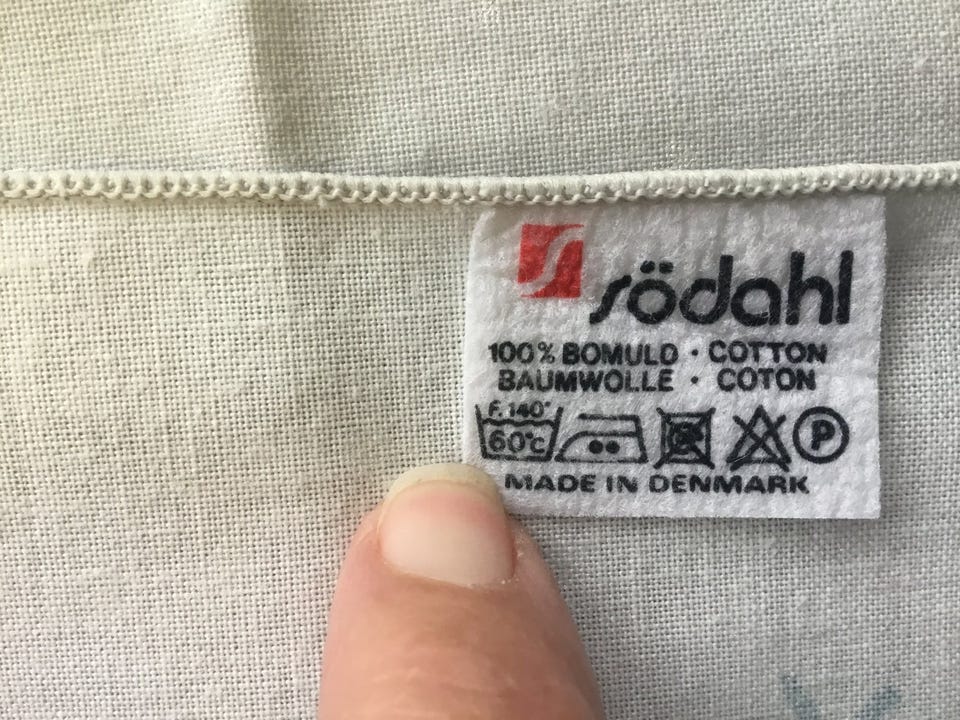 södahl
100% BOMULD · COTTON
BAUMWOLLE · COTON
F. 140°
60°C
P
MADE IN DENMARK